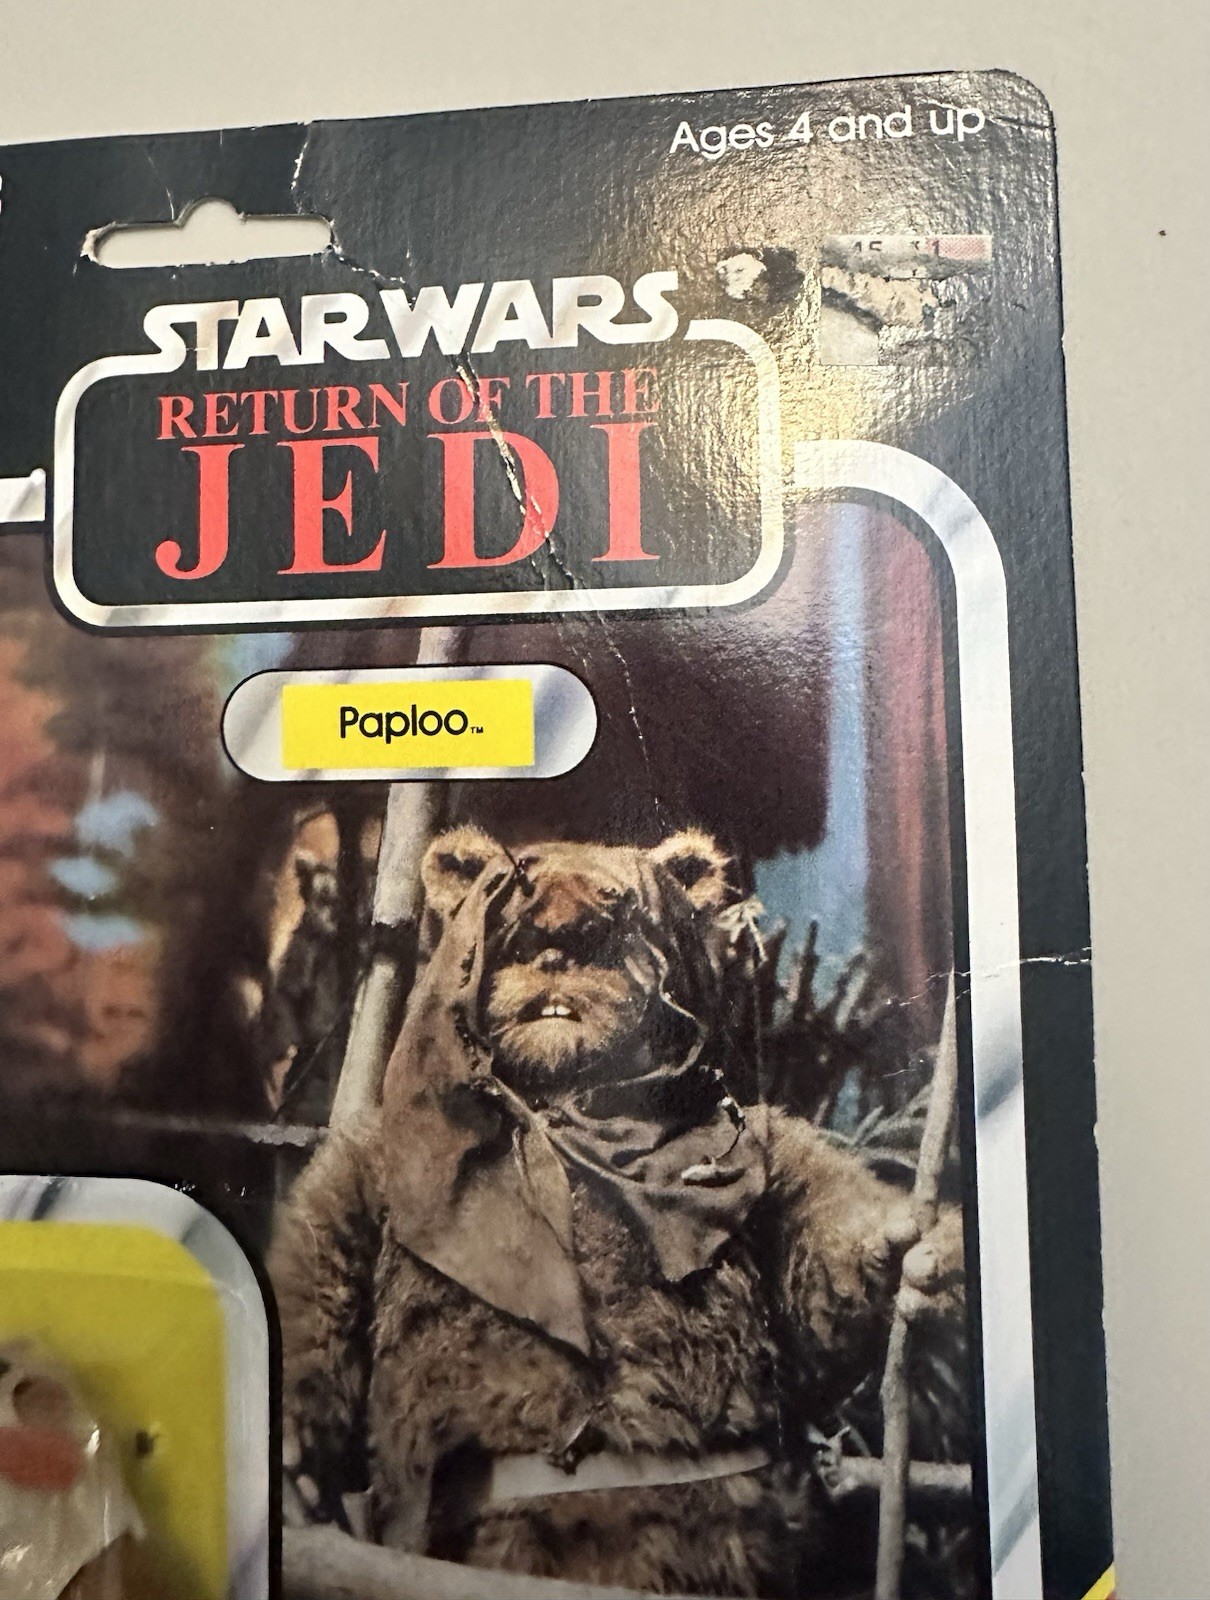 Ages 4 and up
STAR WARS
RETURN OF THE
JEDI
Paploo™